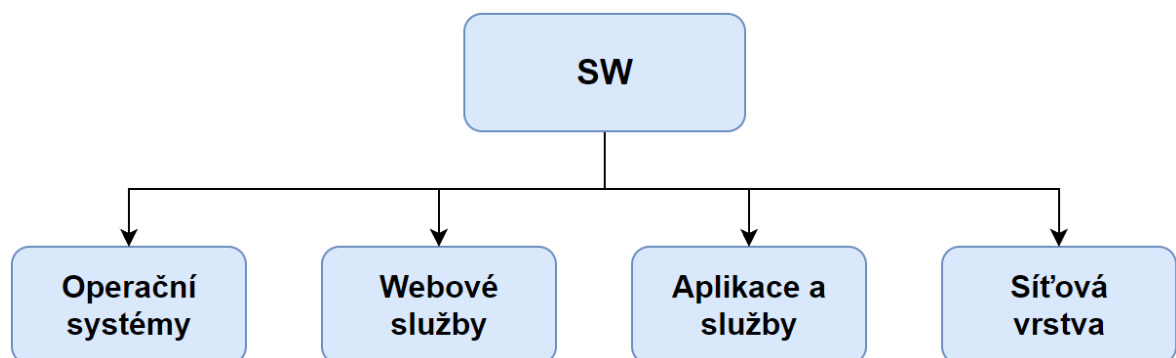 SW
Operační
systémy
Webové
služby
Aplikace a
služby
Síťová
vrstva